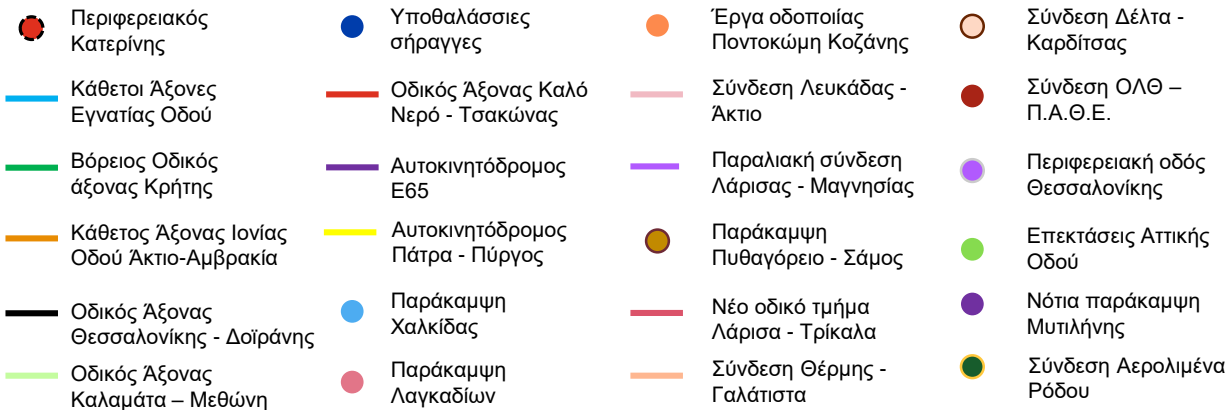 Περιφερειακός
Κατερίνης
Υποθαλάσσιες
σήραγγες
Έργα οδοποιίας
Ποντοκώμη Κοζάνης
Σύνδεση Δέλτα -
Καρδίτσας
Κάθετοι Άξονες
Εγνατίας Οδού
Οδικός Άξονας Καλό
Νερό - Τσακώνας
Σύνδεση Λευκάδας -
Άκτιο
Σύνδεση ΟΛΘ –
Π.Α.Θ.Ε.
Βόρειος Οδικός
άξονας Κρήτης
Αυτοκινητόδρομος
Ε65
Παραλιακή σύνδεση
Λάρισας - Μαγνησίας
Περιφερειακή οδός
Θεσσαλονίκης
Κάθετος Άξονας Ιονίας
Οδού Άκτιο-Αμβρακία
Αυτοκινητόδρομος
Πάτρα - Πύργος
Παράκαμψη
Πυθαγόρειο - Σάμος
Επεκτάσεις Αττικής
Οδού
Οδικός Άξονας
Θεσσαλονίκης - Δοϊράνης
Παράκαμψη
Χαλκίδας
Νέο οδικό τμήμα
Λάρισα - Τρίκαλα
Νότια παράκαμψη
Μυτιλήνης
Οδικός Άξονας
Καλαμάτα – Μεθώνη
Παράκαμψη
Λαγκαδίων
Σύνδεση Θέρμης -
Γαλάτιστα
Σύνδεση Αερολιμένα
Ρόδου